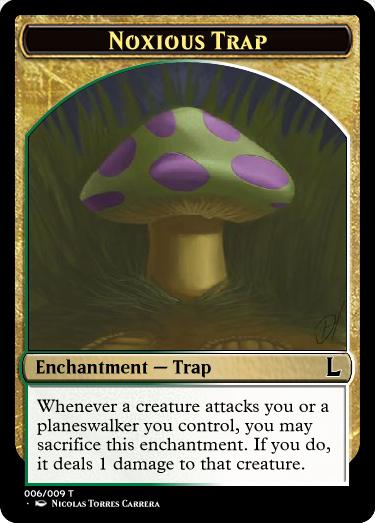 Noxious Trap
Enchantment — Trap
L
Whenever a creature attacks you or a
planeswalker you control, you may
sacrifice this enchantment. If you do,
it deals 1 damage to that creature.
006/009 T
· Nicolas Torres Carrera